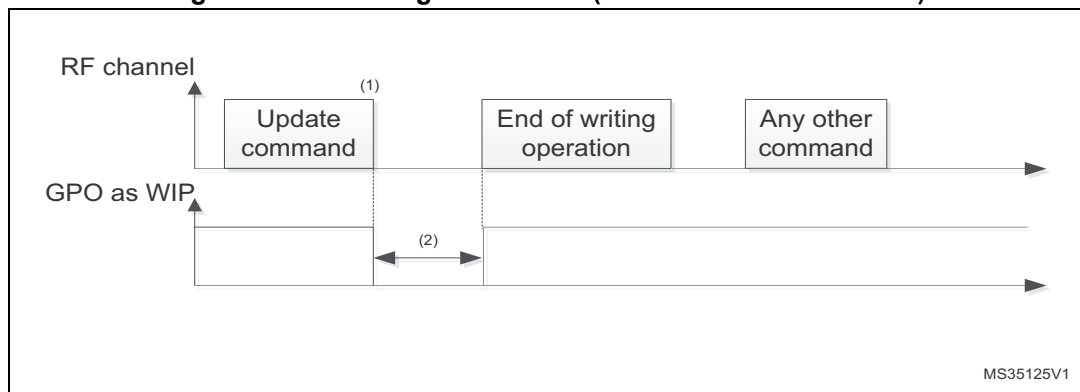 RF channel
(1)
Update
command
End of writing
operation
Any other
command
GPO as WIP
(2)
MS35125V1